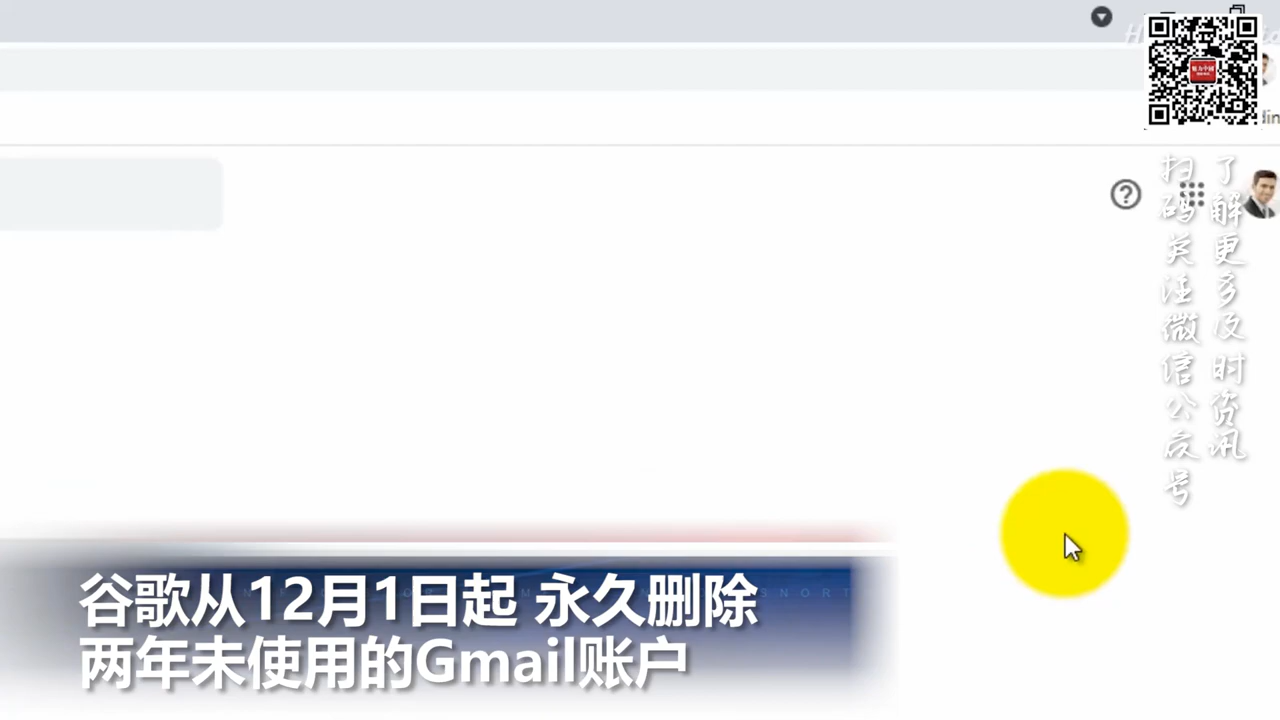 了解更多及时资讯
扫码关注微信公众号
谷歌从12月1日起 永久删除
两年未使用的Gmail账户